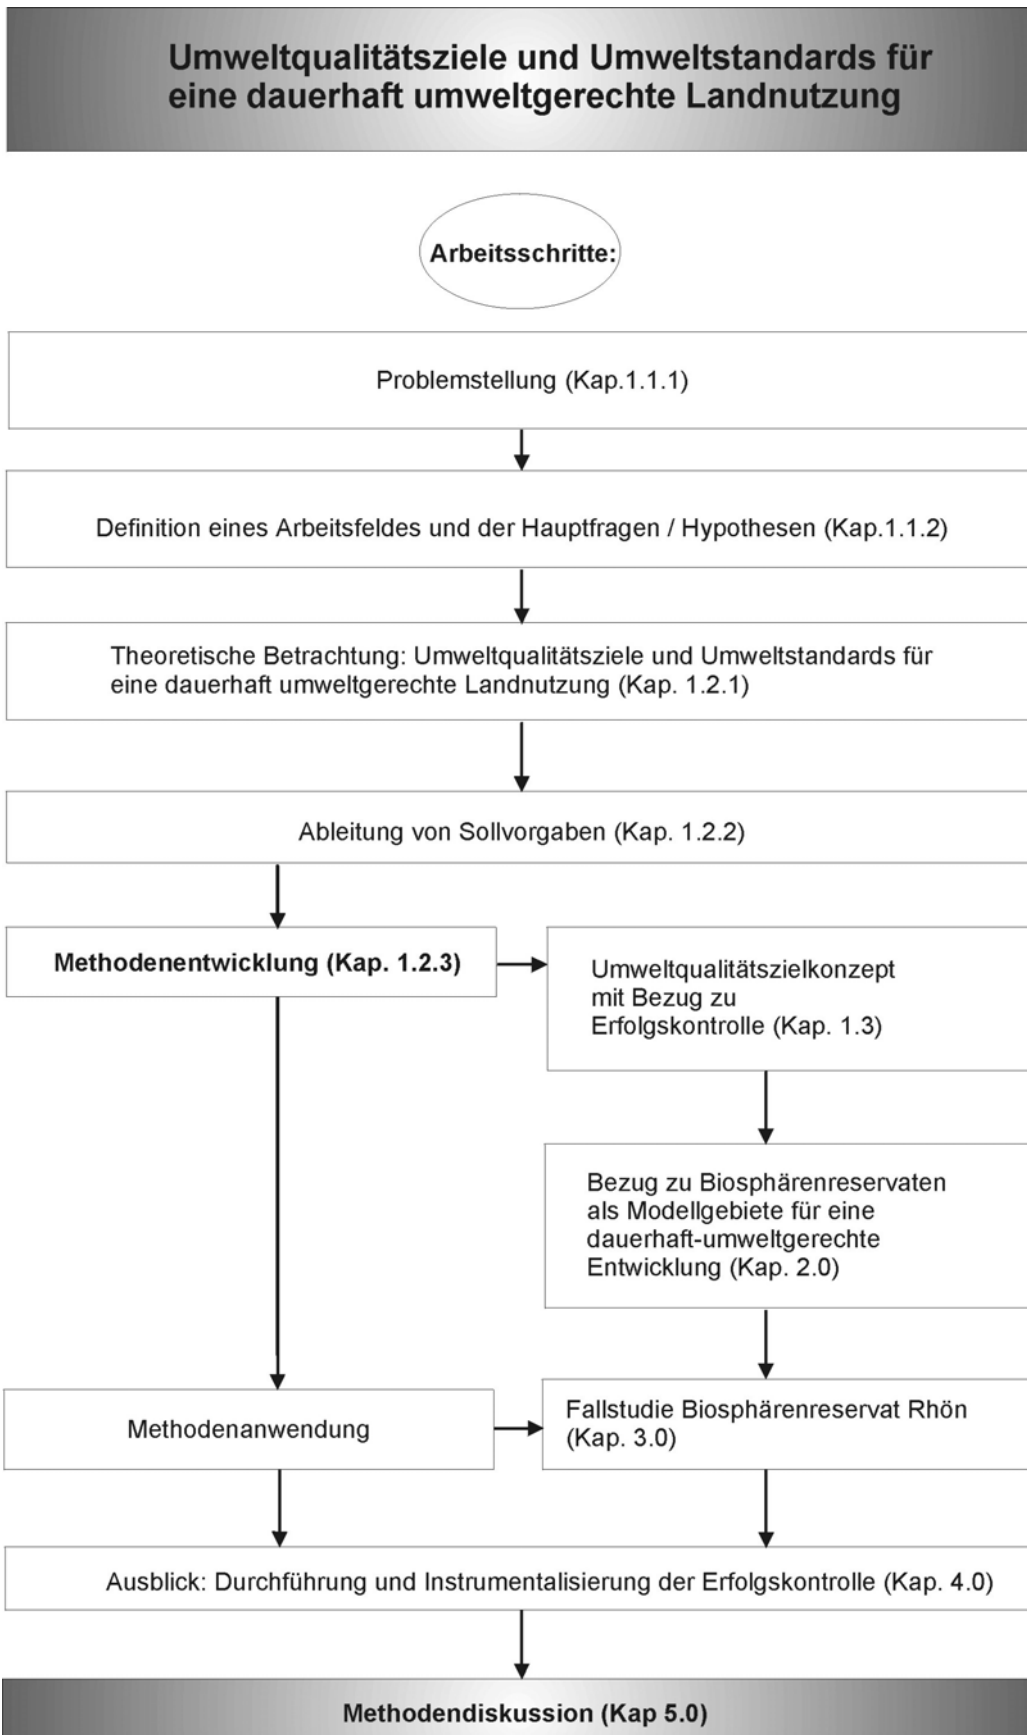 Umweltqualitätsziele und Umweltstandards für
eine dauerhaft umweltgerechte Landnutzung
Arbeitsschritte:
Problemstellung (Kap.1.1.1)
Definition eines Arbeitsfeldes und der Hauptfragen / Hypothesen (Kap.1.1.2)
Theoretische Betrachtung: Umweltqualitätsziele und Umweltstandards für
eine dauerhaft umweltgerechte Landnutzung (Kap. 1.2.1)
Ableitung von Sollvorgaben (Kap. 1.2.2)
Methodenentwicklung (Kap. 1.2.3)
Umweltqualitätszielkonzept
mit Bezug zu
Erfolgskontrolle (Kap. 1.3)
Bezug zu Biosphärenreservaten
als Modellgebiete für eine
dauerhaft-umweltgerechte
Entwicklung (Kap. 2.0)
Methodenanwendung
Fallstudie Biosphärenreservat Rhön
(Kap. 3.0)
Ausblick: Durchführung und Instrumentalisierung der Erfolgskontrolle (Kap. 4.0)
Methodendiskussion (Kap 5.0)